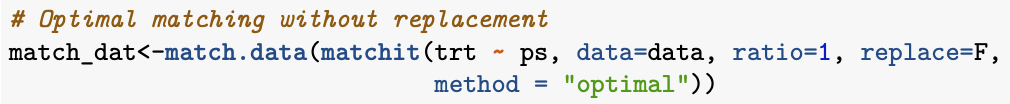 # Optimal matching without replacement
match_dat<-match.data(matchit(trt ~ ps, data=data, ratio=1, replace=F,
method = "optimal"))